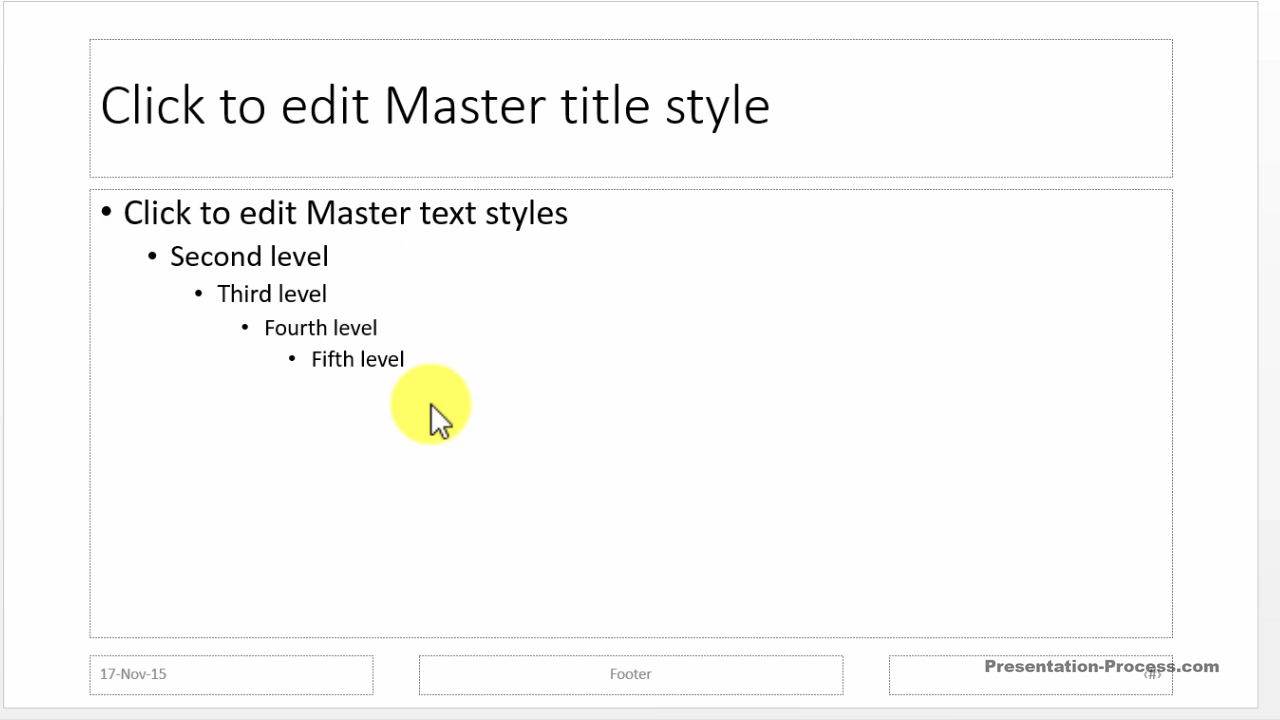 Click to edit Master title style
• Click to edit Master text styles
• Second level
• Third level
• Fourth level
• Fifth level
17-Nov-15
Footer
Presentation-Process.com
‹#›